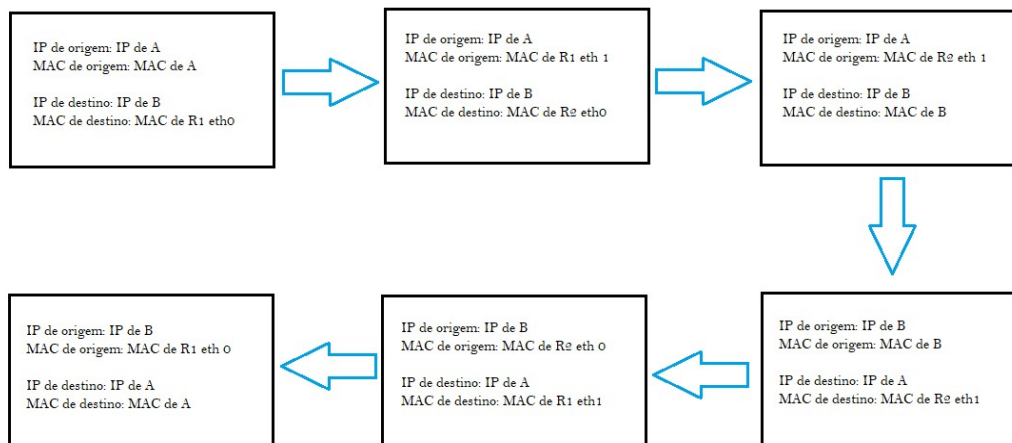 IP de origem: IP de A
MAC de origem: MAC de A
IP de destino: IP de B
MAC de destino: MAC de R1 eth0
IP de origem: IP de A
MAC de origem: MAC de R1 eth 1
IP de destino: IP de B
MAC de destino: MAC de R2 eth0
IP de origem: IP de A
MAC de origem: MAC de R2 eth 1
IP de destino: IP de B
MAC de destino: MAC de B
IP de origem: IP de B
MAC de origem: MAC de B
IP de destino: IP de A
MAC de destino: MAC de R2 eth1
IP de origem: IP de B
MAC de origem: MAC de R2 eth 0
IP de destino: IP de A
MAC de destino: MAC de R1 eth1
IP de origem: IP de B
MAC de origem: MAC de R1 eth 0
IP de destino: IP de A
MAC de destino: MAC de A